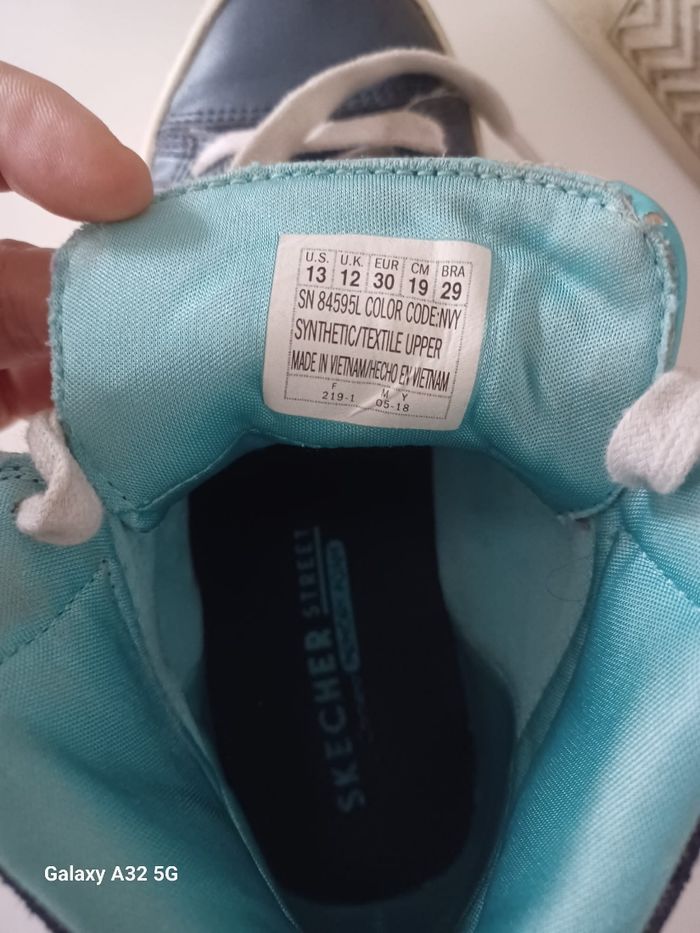 U.S. U.K. EUR CM BRA
13 12 30 19 29
SN 84595L COLOR CODE:NVY
SYNTHETIC/TEXTILE UPPER
MADE IN VIETNAM/HECHO EN VIETNAM
F M Y
219-1 05-18
SKECHER STREET
Galaxy A32 5G